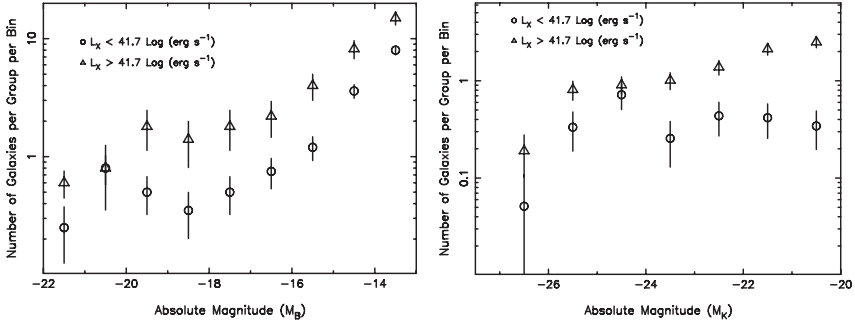 Number of Galaxies per Group per Bin
10
1
○ L_X < 41.7 Log (erg s⁻¹)
△ L_X > 41.7 Log (erg s⁻¹)
−22
−20
−18
−16
−14
Absolute Magnitude (M_B)
Number of Galaxies per Group per Bin
1
0.1
○ L_X < 41.7 Log (erg s⁻¹)
△ L_X > 41.7 Log (erg s⁻¹)
−26
−24
−22
−20
Absolute Magnitude (M_K)